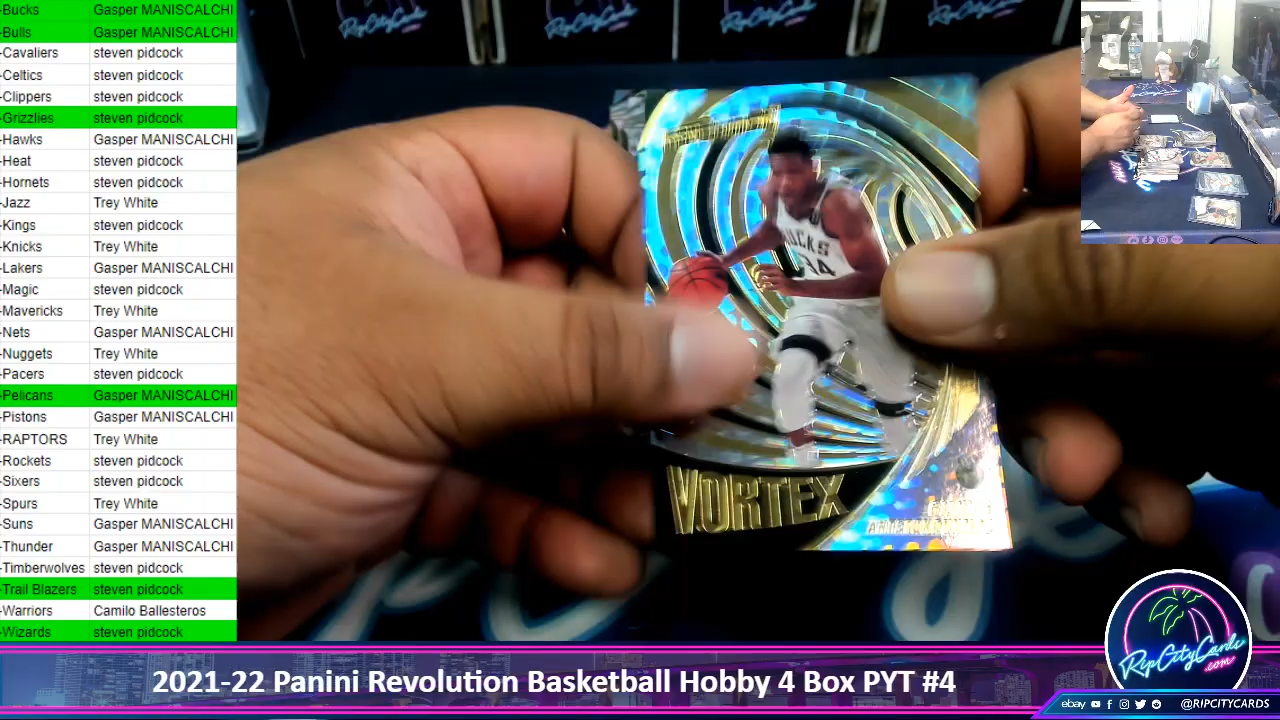 -Bucks Gasper MANISCALCHI
-Bulls Gasper MANISCALCHI
-Cavaliers steven pidcock
-Celtics steven pidcock
-Clippers steven pidcock
-Grizzlies steven pidcock
-Hawks Gasper MANISCALCHI
-Heat steven pidcock
-Hornets steven pidcock
-Jazz Trey White
-Kings steven pidcock
-Knicks Trey White
-Lakers Gasper MANISCALCHI
-Magic steven pidcock
-Mavericks Trey White
-Nets Gasper MANISCALCHI
-Nuggets Trey White
-Pacers steven pidcock
-Pelicans Gasper MANISCALCHI
-Pistons Gasper MANISCALCHI
-RAPTORS Trey White
-Rockets steven pidcock
-Sixers steven pidcock
-Spurs Trey White
-Suns Gasper MANISCALCHI
-Thunder Gasper MANISCALCHI
-Timberwolves steven pidcock
-Trail Blazers steven pidcock
-Warriors Camilo Ballesteros
-Wizards steven pidcock
BUCKS
34
VORTEX
RipCityCards
.com
2021-22 Panini Revolution Basketball Hobby 4 Box PYT #4
ebay @RIPCITYCARDS